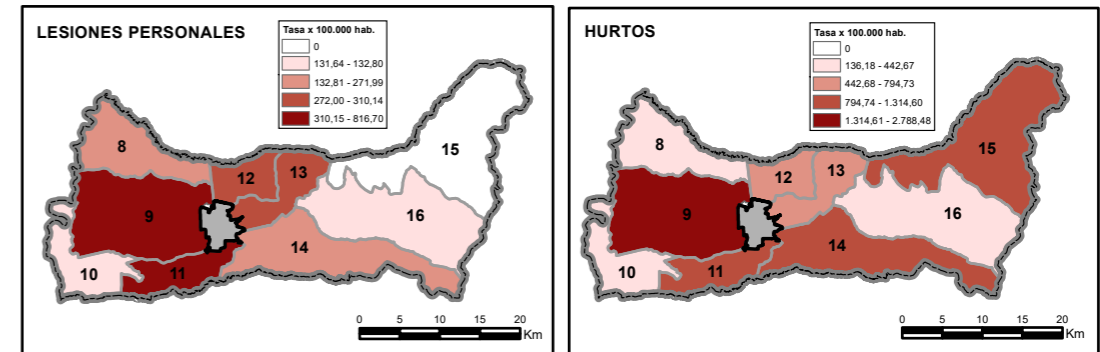 LESIONES PERSONALES
Tasa x 100.000 hab.
0
131,64 - 132,80
132,81 - 271,99
272,00 - 310,14
310,15 - 816,70
8
9
10
11
12
13
14
15
16
0 5 10 15 20
Km
HURTOS
Tasa x 100.000 hab.
0
136,18 - 442,67
442,68 - 794,73
794,74 - 1.314,60
1.314,61 - 2.788,48
8
9
10
11
12
13
14
15
16
0 5 10 15 20
Km